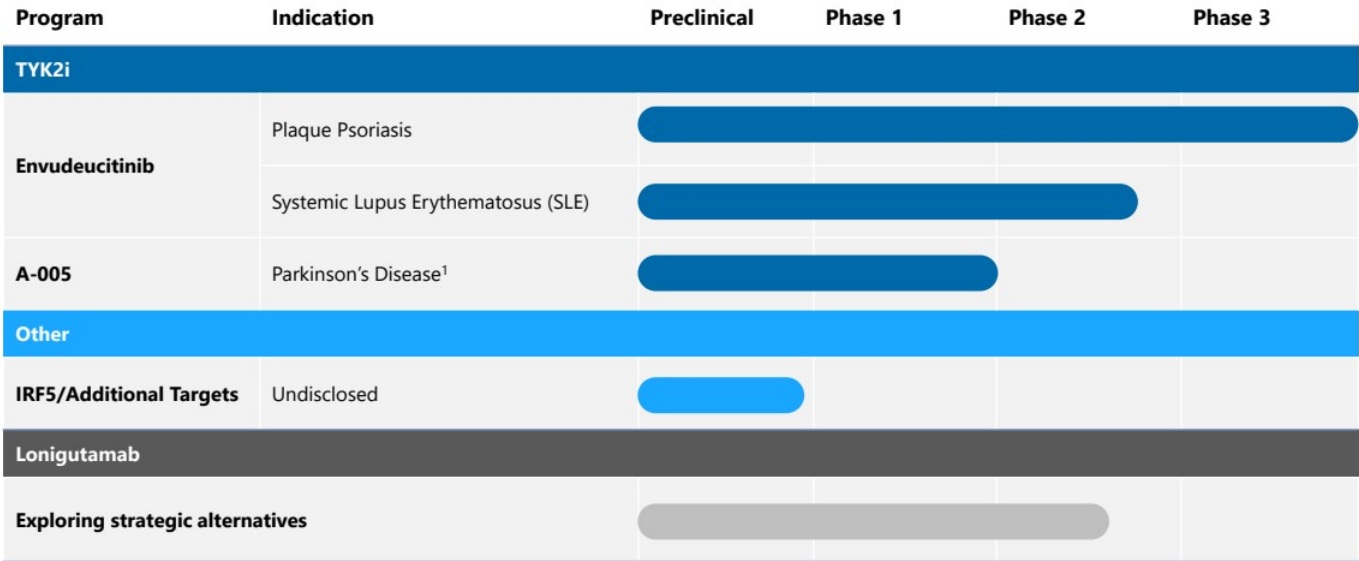 Program Indication Preclinical Phase 1 Phase 2 Phase 3
TYK2i
Envudeucitinib
Plaque Psoriasis
Systemic Lupus Erythematosus (SLE)
A-005 Parkinson’s Disease¹
Other
IRF5/Additional Targets Undisclosed
Lonigutamab
Exploring strategic alternatives